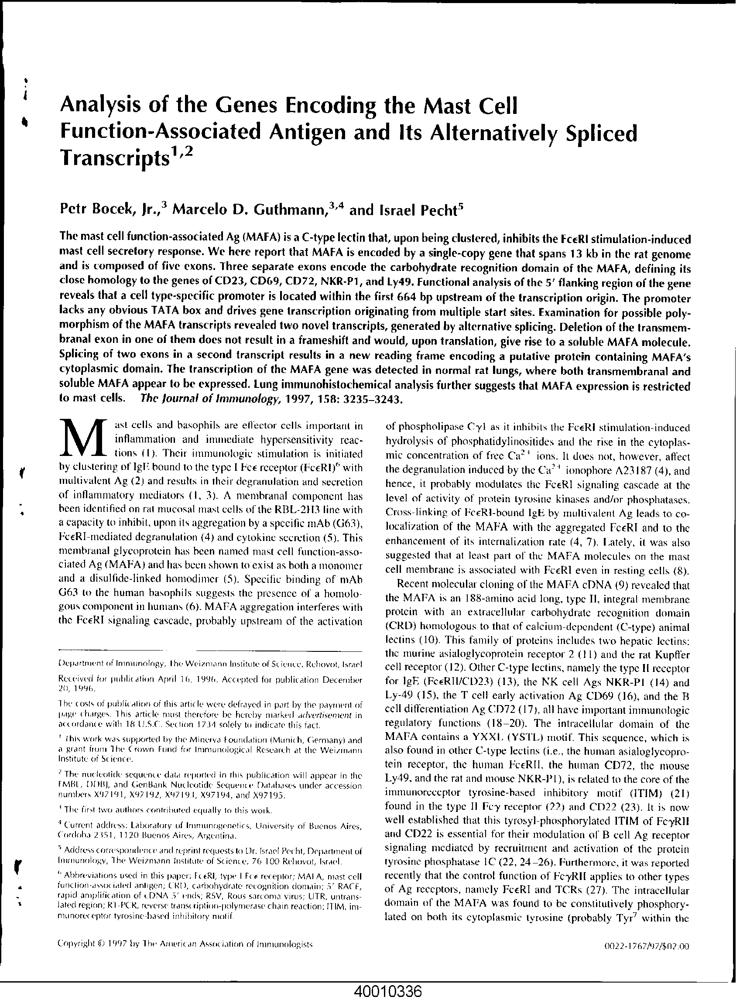 Analysis of the Genes Encoding the Mast Cell
Function-Associated Antigen and Its Alternatively Spliced
Transcripts1,2
Petr Bocek, Jr.,3 Marcelo D. Guthmann,3,4 and Israel Pecht5
The mast cell function-associated Ag (MAFA) is a C-type lectin that, upon being clustered, inhibits the FcεRI stimulation-induced
mast cell secretory response. We here report that MAFA is encoded by a single-copy gene that spans 13 kb in the rat genome
and is composed of five exons. Three separate exons encode the carbohydrate recognition domain of the MAFA, defining its
close homology to the genes of CD23, CD69, CD72, NKR-P1, and Ly49. Functional analysis of the 5′ flanking region of the gene
reveals that a cell type-specific promoter is located within the first 664 bp upstream of the transcription origin. The promoter
lacks any obvious TATA box and drives gene transcription originating from multiple start sites. Examination for possible poly-
morphism of the MAFA transcripts revealed two novel transcripts, generated by alternative splicing. Deletion of the transmem-
branal exon in one of them does not result in a frameshift and would, upon translation, give rise to a soluble MAFA molecule.
Splicing of two exons in a second transcript results in a new reading frame encoding a putative protein containing MAFA's
cytoplasmic domain. The transcription of the MAFA gene was detected in normal rat lungs, where both transmembranal and
soluble MAFA appear to be expressed. Lung immunohistochemical analysis further suggests that MAFA expression is restricted
to mast cells. The Journal of Immunology, 1997, 158: 3235–3243.
Mast cells and basophils are effector cells important in
inflammation and immediate hypersensitivity reac-
tions (1). Their immunologic stimulation is initiated
by clustering of IgE bound to the type I Fcε receptor (FcεRI)6 with
multivalent Ag (2) and results in their degranulation and secretion
of inflammatory mediators (1, 3). A membranal component has
been identified on rat mucosal mast cells of the RBL-2H3 line with
a capacity to inhibit, upon its aggregation by a specific mAb (G63),
FcεRI-mediated degranulation (4) and cytokine secretion (5). This
membranal glycoprotein has been named mast cell function-asso-
ciated Ag (MAFA) and has been shown to exist as both a monomer
and a disulfide-linked homodimer (5). Specific binding of mAb
G63 to the human basophils suggests the presence of a homolo-
gous component in humans (6). MAFA aggregation interferes with
the FcεRI signaling cascade, probably upstream of the activation
Department of Immunology, The Weizmann Institute of Science, Rehovot, Israel
Received for publication April 16, 1996. Accepted for publication December
20, 1996.
The costs of publication of this article were defrayed in part by the payment of
page charges. This article must therefore be hereby marked advertisement in
accordance with 18 U.S.C. Section 1734 solely to indicate this fact.
1 This work was supported by the Minerva Foundation (Munich, Germany) and
a grant from The Crown Fund for Immunological Research at the Weizmann
Institute of Science.
2 The nucleotide sequence data reported in this publication will appear in the
EMBL, DDBJ, and GenBank Nucleotide Sequence Databases under accession
numbers X97191, X97192, X97193, X97194, and X97195.
3 The first two authors contributed equally to this work.
4 Current address: Laboratory of Immunogenetics, University of Buenos Aires,
Cordoba 2351, 1120 Buenos Aires, Argentina.
5 Address correspondence and reprint requests to Dr. Israel Pecht, Department of
Immunology, The Weizmann Institute of Science, 76 100 Rehovot, Israel.
6 Abbreviations used in this paper: FcεRI, type I Fcε receptor; MAFA, mast cell
function-associated antigen; CRD, carbohydrate recognition domain; 5′ RACE,
rapid amplification of cDNA 5′ ends; RSV, Rous sarcoma virus; UTR, untrans-
lated region; RT-PCR, reverse transcription-polymerase chain reaction; ITIM, im-
munoreceptor tyrosine-based inhibitory motif.
of phospholipase Cγ1 as it inhibits the FcεRI stimulation-induced
hydrolysis of phosphatidylinositides and the rise in the cytoplas-
mic concentration of free Ca2+ ions. It does not, however, affect
the degranulation induced by the Ca2+ ionophore A23187 (4), and
hence, it probably modulates the FcεRI signaling cascade at the
level of activity of protein tyrosine kinases and/or phosphatases.
Cross-linking of FcεRI-bound IgE by multivalent Ag leads to co-
localization of the MAFA with the aggregated FcεRI and to the
enhancement of its internalization rate (4, 7). Lately, it was also
suggested that at least part of the MAFA molecules on the mast
cell membrane is associated with FcεRI even in resting cells (8).
Recent molecular cloning of the MAFA cDNA (9) revealed that
the MAFA is an 188-amino acid long, type II, integral membrane
protein with an extracellular carbohydrate recognition domain
(CRD) homologous to that of calcium-dependent (C-type) animal
lectins (10). This family of proteins includes two hepatic lectins:
the murine asialoglycoprotein receptor 2 (11) and the rat Kupffer
cell receptor (12). Other C-type lectins, namely the type II receptor
for IgE (FcεRII/CD23) (13), the NK cell Ags NKR-P1 (14) and
Ly-49 (15), the T cell early activation Ag CD69 (16), and the B
cell differentiation Ag CD72 (17), all have important immunologic
regulatory functions (18–20). The intracellular domain of the
MAFA contains a YXXL (YSTL) motif. This sequence, which is
also found in other C-type lectins (i.e., the human asialoglycopro-
tein receptor, the human FcεRII, the human CD72, the mouse
Ly49, and the rat and mouse NKR-P1), is related to the core of the
immunoreceptor tyrosine-based inhibitory motif (ITIM) (21)
found in the type II Fcγ receptor (22) and CD22 (23). It is now
well established that this tyrosyl-phosphorylated ITIM of FcγRII
and CD22 is essential for their modulation of B cell Ag receptor
signaling mediated by recruitment and activation of the protein
tyrosine phosphatase 1C (22, 24–26). Furthermore, it was reported
recently that the control function of FcγRII applies to other types
of Ag receptors, namely FcεRI and TCRs (27). The intracellular
domain of the MAFA was found to be constitutively phosphory-
lated on both its cytoplasmic tyrosine (probably Tyr7 within the
Copyright © 1997 by The American Association of Immunologists
0022-1767/97/$02.00
40010336